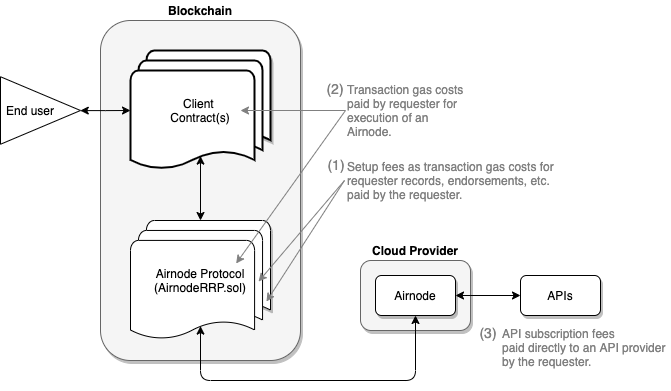 Blockchain
End user
Client
Contract(s)
(2) Transaction gas costs
paid by requester for
execution of an
Airnode.
(1) Setup fees as transaction gas costs for
requester records, endorsements, etc.
paid by the requester.
Airnode Protocol
(AirnodeRRP.sol)
Cloud Provider
Airnode
APIs
(3) API subscription fees
paid directly to an API provider
by the requester.